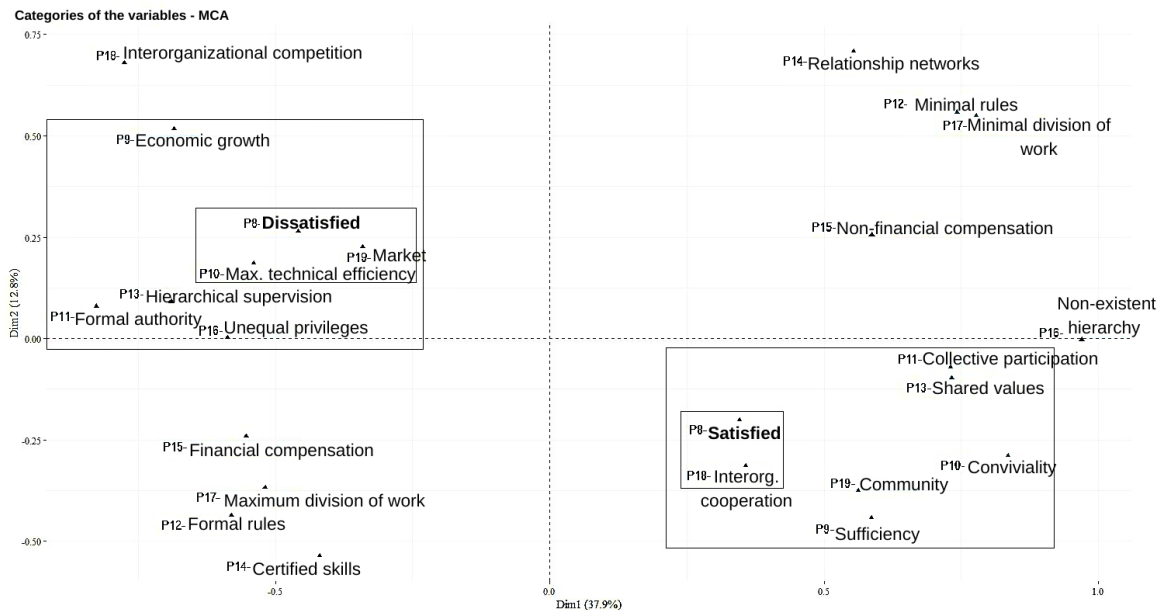 Categories of the variables - MCA
0.75
P18- Interorganizational competition
P14-Relationship networks
P12- Minimal rules
P17-Minimal division of
work
0.50
P9-Economic growth
P8-Dissatisfied
P15-Non-financial compensation
0.25
P19-Market
P10-Max. technical efficiency
P13-Hierarchical supervision
P11-Formal authority
P16-Unequal privileges
Non-existent
P16- hierarchy
0.00
P11-Collective participation
P13-Shared values
-0.25
P8-Satisfied
P15-Financial compensation
P10- Conviviality
P18- Interorg.
cooperation
P19-Community
P17- Maximum division of work
P12-Formal rules
P9-Sufficiency
-0.50
P14-Certified skills
-0.5
0.0
0.5
1.0
Dim1 (37.9%)
Dim2 (12.8%)